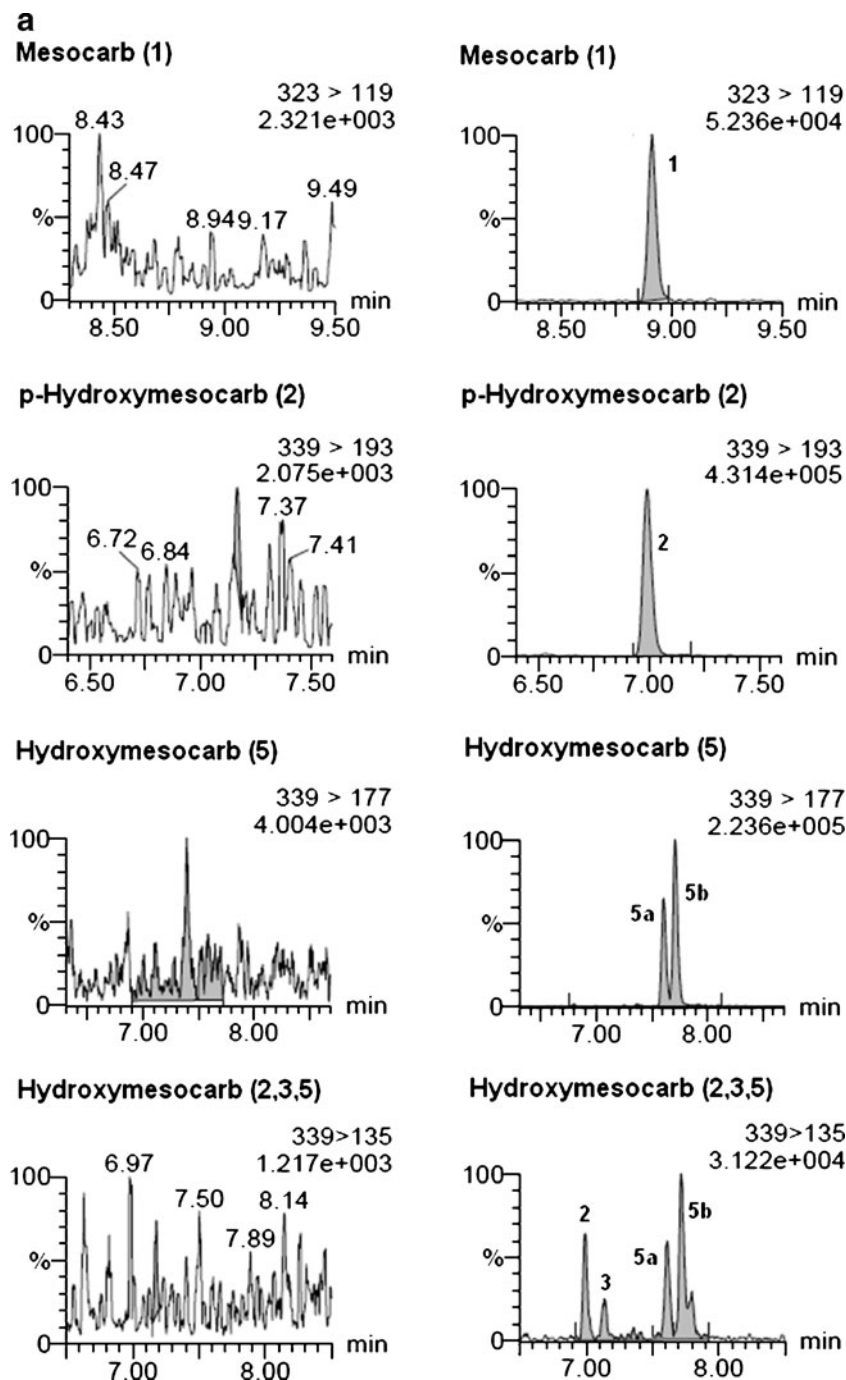 a
Mesocarb (1)
323 > 119
2.321e+003
100
%
0
8.43
8.47
8.94
9.17
9.49
min
8.50 9.00 9.50
Mesocarb (1)
323 > 119
5.236e+004
100
%
0
1
min
8.50 9.00 9.50
p-Hydroxymesocarb (2)
339 > 193
2.075e+003
100
%
0
6.72
6.84
7.37
7.41
min
6.50 7.00 7.50
p-Hydroxymesocarb (2)
339 > 193
4.314e+005
100
%
0
2
min
6.50 7.00 7.50
Hydroxymesocarb (5)
339 > 177
4.004e+003
100
%
0
min
7.00 8.00
Hydroxymesocarb (5)
339 > 177
2.236e+005
100
%
0
5a
5b
min
7.00 8.00
Hydroxymesocarb (2,3,5)
339>135
1.217e+003
100
%
0
6.97
7.50
7.89
8.14
min
7.00 8.00
Hydroxymesocarb (2,3,5)
339>135
3.122e+004
100
%
0
2
3
5a
5b
min
7.00 8.00